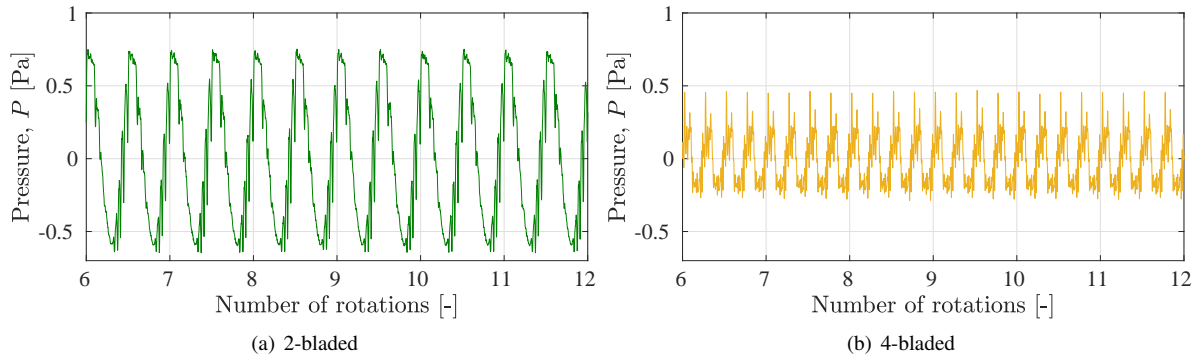 1
0.5
0
-0.5
Pressure, P [Pa]
6 7 8 9 10 11 12
Number of rotations [-]
(a) 2-bladed
1
0.5
0
-0.5
Pressure, P [Pa]
6 7 8 9 10 11 12
Number of rotations [-]
(b) 4-bladed